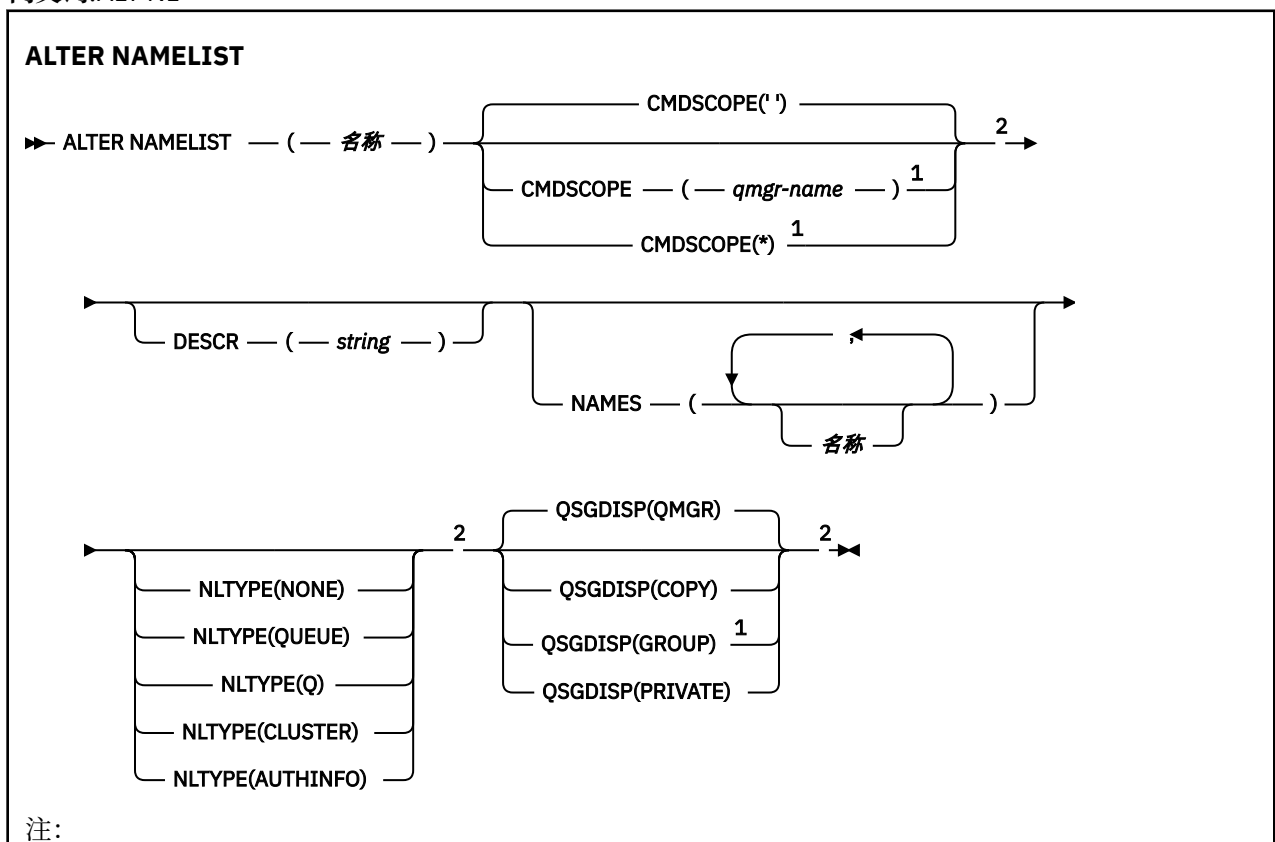 ALTER NAMELIST
CMDSCOPE(' ')
ALTER NAMELIST ( 名称 ) 2
CMDSCOPE ( qmgr-name ) 1
CMDSCOPE(*) 1
DESCR ( string )
,
NAMES ( 名称 )
QSGDISP(QMGR)
2 2
NLTYPE(NONE) QSGDISP(COPY)
NLTYPE(QUEUE) QSGDISP(GROUP) 1
NLTYPE(Q) QSGDISP(PRIVATE)
NLTYPE(CLUSTER)
NLTYPE(AUTHINFO)
注: